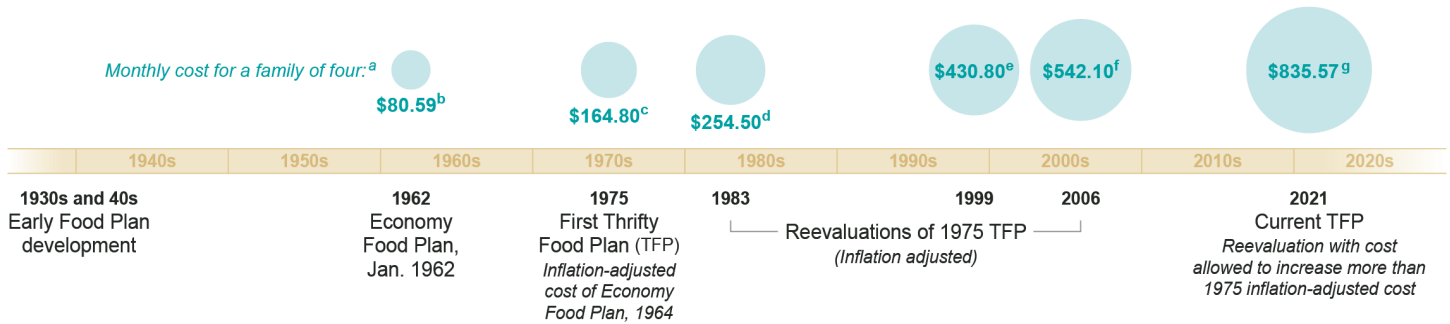 Monthly cost for a family of four:a
$80.59b
$164.80c
$254.50d
$430.80e
$542.10f
$835.57g
1940s
1950s
1960s
1970s
1980s
1990s
2000s
2010s
2020s
1930s and 40s
Early Food Plan
development
1962
Economy
Food Plan,
Jan. 1962
1975
First Thrifty
Food Plan (TFP)
Inflation-adjusted
cost of Economy
Food Plan, 1964
1983
1999
2006
Reevaluations of 1975 TFP
(Inflation adjusted)
2021
Current TFP
Reevaluation with cost
allowed to increase more than
1975 inflation-adjusted cost